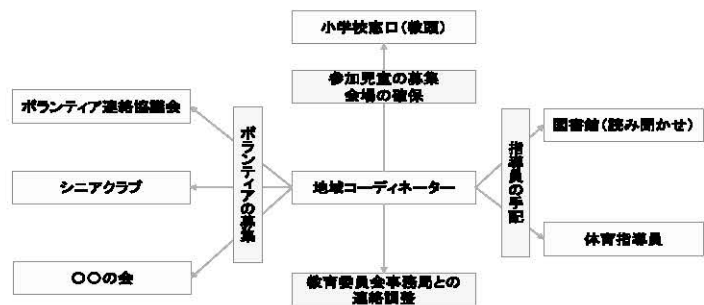 小学校窓口(教頭)
参加児童の募集
会場の確保
ボランティア連絡協議会
ボランティアの募集
指導員の手配
図書館(読み聞かせ)
シニアクラブ
地域コーディネーター
体育指導員
〇〇の会
教育委員会事務局との
連絡調整